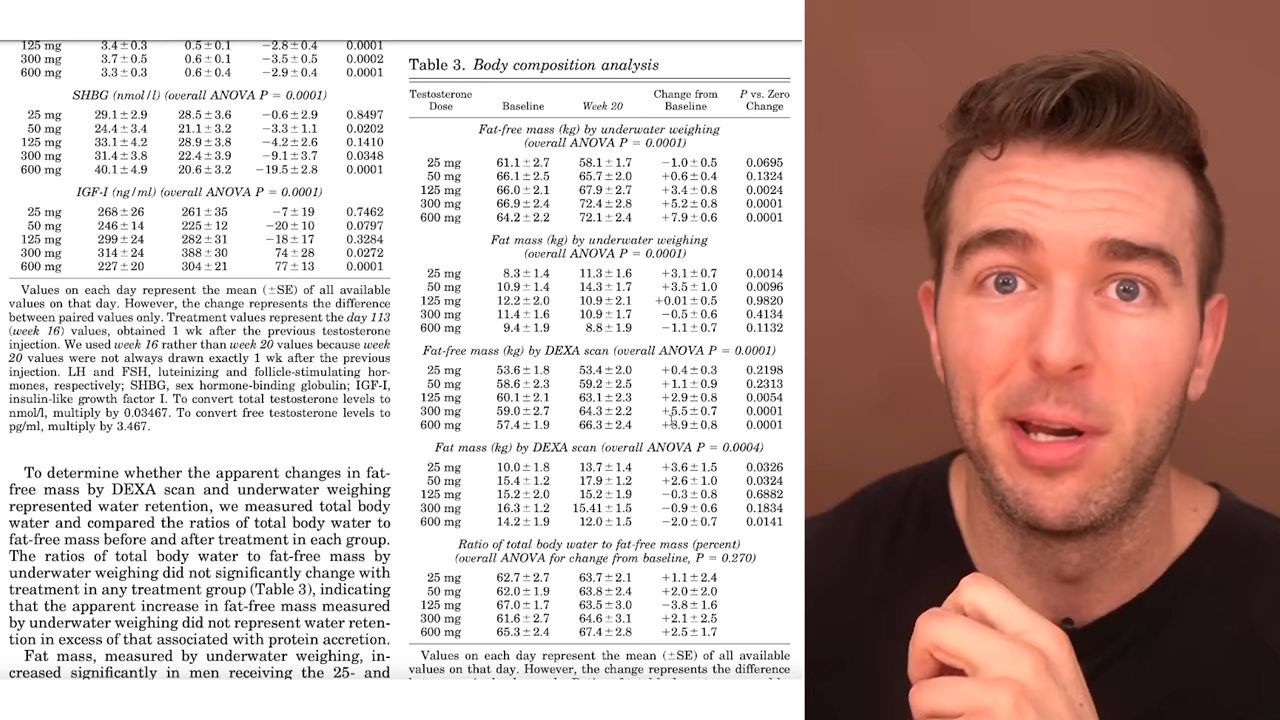 125 mg 3.4 ± 0.3 0.5 ± 0.1 −2.8 ± 0.4 0.0001
300 mg 3.7 ± 0.5 0.6 ± 0.1 −3.5 ± 0.5 0.0002
600 mg 3.3 ± 0.3 0.6 ± 0.4 −2.9 ± 0.4 0.0001
SHBG (nmol/l) (overall ANOVA P = 0.0001)
25 mg 29.1 ± 2.9 28.5 ± 3.6 −0.6 ± 2.9 0.8497
50 mg 24.4 ± 3.4 21.1 ± 3.2 −3.3 ± 1.1 0.0202
125 mg 33.1 ± 4.2 28.9 ± 3.8 −4.2 ± 2.6 0.1410
300 mg 31.4 ± 3.8 22.4 ± 3.9 −9.1 ± 3.7 0.0348
600 mg 40.1 ± 4.9 20.6 ± 3.2 −19.5 ± 2.8 0.0001
IGF-I (ng/ml) (overall ANOVA P = 0.0001)
25 mg 268 ± 26 261 ± 35 −7 ± 19 0.7462
50 mg 246 ± 14 225 ± 12 −20 ± 10 0.0797
125 mg 299 ± 24 282 ± 31 −18 ± 17 0.3284
300 mg 314 ± 24 388 ± 30 74 ± 28 0.0272
600 mg 227 ± 20 304 ± 21 77 ± 13 0.0001
Values on each day represent the mean (±SE) of all available
values on that day. However, the change represents the difference
between paired values only. Treatment values represent the day 113
(week 16) values, obtained 1 wk after the previous testosterone
injection. We used week 16 rather than week 20 values because week
20 values were not always drawn exactly 1 wk after the previous
injection. LH and FSH, luteinizing and follicle-stimulating hor-
mones, respectively; SHBG, sex hormone-binding globulin; IGF-I,
insulin-like growth factor I. To convert total testosterone levels to
nmol/l, multiply by 0.03467. To convert free testosterone levels to
pg/ml, multiply by 3.467.
To determine whether the apparent changes in fat-
free mass by DEXA scan and underwater weighing
represented water retention, we measured total body
water and compared the ratios of total body water to
fat-free mass before and after treatment in each group.
The ratios of total body water to fat-free mass by
underwater weighing did not significantly change with
treatment in any treatment group (Table 3), indicating
that the apparent increase in fat-free mass measured
by underwater weighing did not represent water reten-
tion in excess of that associated with protein accretion.
Fat mass, measured by underwater weighing, in-
creased significantly in men receiving the 25- and
Table 3. Body composition analysis
Testosterone Dose Baseline Week 20 Change from Baseline P vs. Zero Change
Fat-free mass (kg) by underwater weighing
(overall ANOVA P = 0.0001)
25 mg 61.1 ± 2.7 58.1 ± 1.7 −1.0 ± 0.5 0.0695
50 mg 66.1 ± 2.5 65.7 ± 2.0 +0.6 ± 0.4 0.1324
125 mg 66.0 ± 2.1 67.9 ± 2.7 +3.4 ± 0.8 0.0024
300 mg 66.9 ± 2.4 72.4 ± 2.8 +5.2 ± 0.8 0.0001
600 mg 64.2 ± 2.2 72.1 ± 2.4 +7.9 ± 0.6 0.0001
Fat mass (kg) by underwater weighing
(overall ANOVA P = 0.0001)
25 mg 8.3 ± 1.4 11.3 ± 1.6 +3.1 ± 0.7 0.0014
50 mg 10.9 ± 1.4 14.3 ± 1.7 +3.5 ± 1.0 0.0096
125 mg 12.2 ± 2.0 10.9 ± 2.1 +0.01 ± 0.5 0.9820
300 mg 11.4 ± 1.6 10.9 ± 1.7 −0.5 ± 0.6 0.4134
600 mg 9.4 ± 1.9 8.8 ± 1.9 −1.1 ± 0.7 0.1132
Fat-free mass (kg) by DEXA scan (overall ANOVA P = 0.0001)
25 mg 53.6 ± 1.8 53.4 ± 2.0 +0.4 ± 0.3 0.2198
50 mg 58.6 ± 2.3 59.2 ± 2.5 +1.1 ± 0.9 0.2313
125 mg 60.1 ± 2.1 63.1 ± 2.3 +2.9 ± 0.8 0.0054
300 mg 59.0 ± 2.7 64.3 ± 2.2 +5.5 ± 0.7 0.0001
600 mg 57.4 ± 1.9 66.3 ± 2.4 +8.9 ± 0.8 0.0001
Fat mass (kg) by DEXA scan (overall ANOVA P = 0.0004)
25 mg 10.0 ± 1.8 13.7 ± 1.4 +3.6 ± 1.5 0.0326
50 mg 15.4 ± 1.2 17.9 ± 1.2 +2.6 ± 1.0 0.0324
125 mg 15.2 ± 2.0 15.2 ± 1.9 −0.3 ± 0.8 0.6882
300 mg 16.3 ± 1.2 15.41 ± 1.5 −0.9 ± 0.6 0.1834
600 mg 14.2 ± 1.9 12.0 ± 1.5 −2.0 ± 0.7 0.0141
Ratio of total body water to fat-free mass (percent)
(overall ANOVA for change from baseline, P = 0.270)
25 mg 62.7 ± 2.7 63.7 ± 2.1 +1.1 ± 2.4
50 mg 62.0 ± 1.9 63.8 ± 2.4 +2.0 ± 2.0
125 mg 67.0 ± 1.7 63.5 ± 3.0 −3.8 ± 1.6
300 mg 61.6 ± 2.7 64.6 ± 3.1 +2.1 ± 2.5
600 mg 65.3 ± 2.4 67.4 ± 2.8 +2.5 ± 1.7
Values on each day represent the mean (±SE) of all available
values on that day. However, the change represents the difference